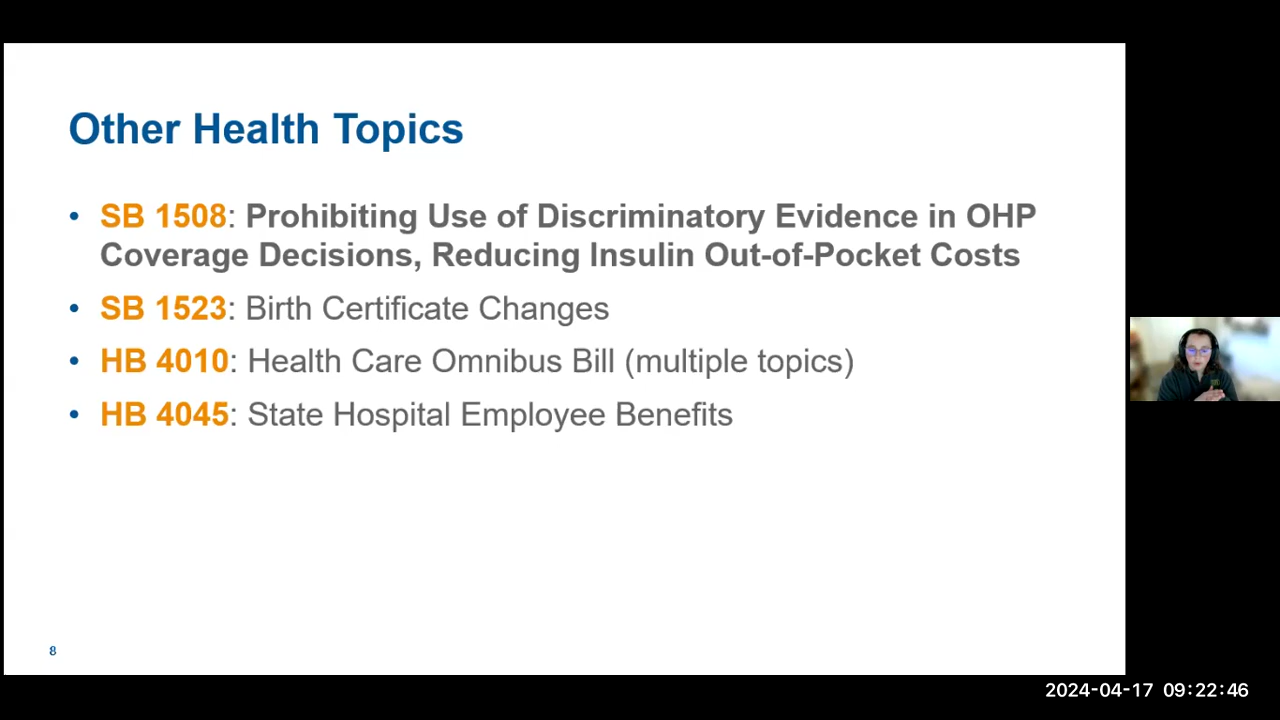 Other Health Topics
• SB 1508: Prohibiting Use of Discriminatory Evidence in OHP
Coverage Decisions, Reducing Insulin Out-of-Pocket Costs
• SB 1523: Birth Certificate Changes
• HB 4010: Health Care Omnibus Bill (multiple topics)
• HB 4045: State Hospital Employee Benefits
8
2024-04-17 09:22:46